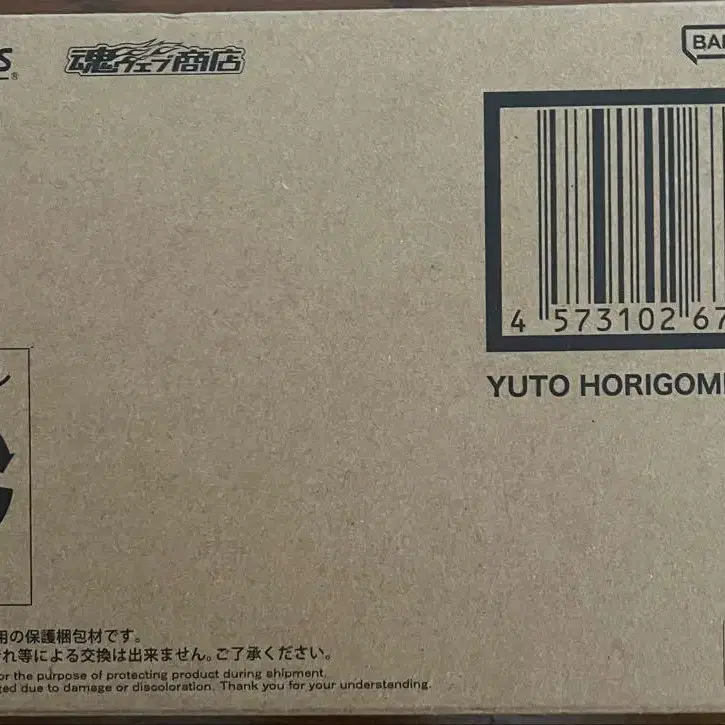 S®
魂ウェブ商店
BAN
4 573102 67
YUTO HORIGOM
用の保護梱包材です。
れ等による交換は出来ません。ご了承ください。
or the purpose of protecting product during shipment.
ed due to damage or discoloration. Thank you for your understanding.